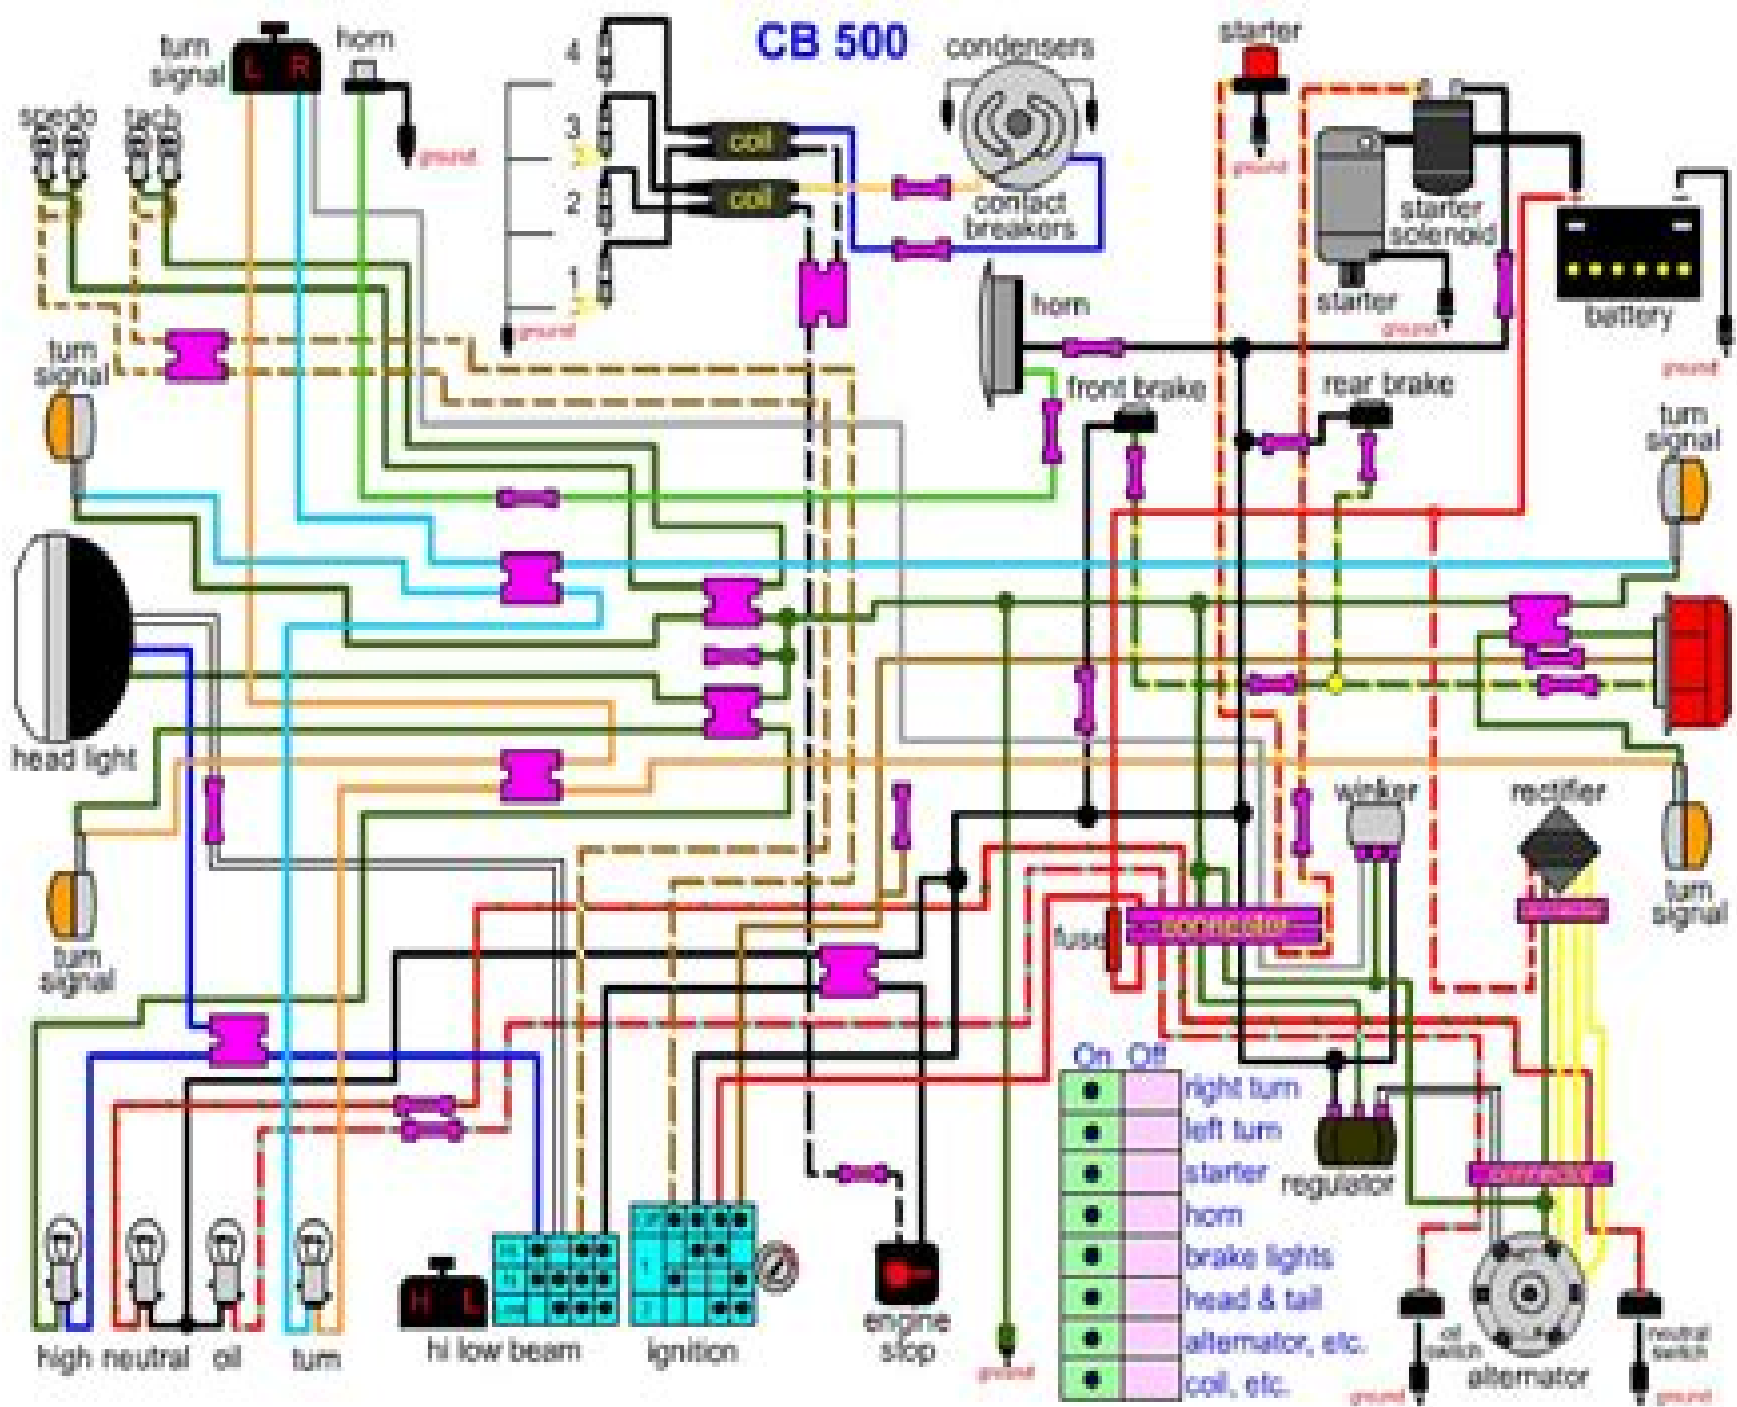 CB 500
turn
signal
L R
horn
spedo
tach
ground
4
3
2
1
ground
coil
coil
condensers
contact
breakers
starter
ground
starter
solenoid
starter
ground
battery
ground
horn
front brake
rear brake
turn
signal
turn
signal
head light
turn
signal
winker
rectifier
turn
signal
fuse
connector
On Off
right turn
left turn
starter
horn
brake lights
head & tail
alternator, etc.
coil, etc.
regulator
connector
high neutral oil turn
H L
hi low beam
ignition
engine
stop
ground
oil
switch
ground
alternator
neutral
switch
ground